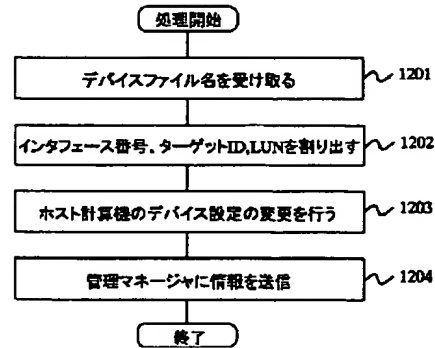 処理開始
デバイスファイル名を受け取る
1201
インタフェース番号、ターゲットID,LUNを割り出す
1202
ホスト計算機のデバイス設定の変更を行う
1203
管理マネージャに情報を送信
1204
終了